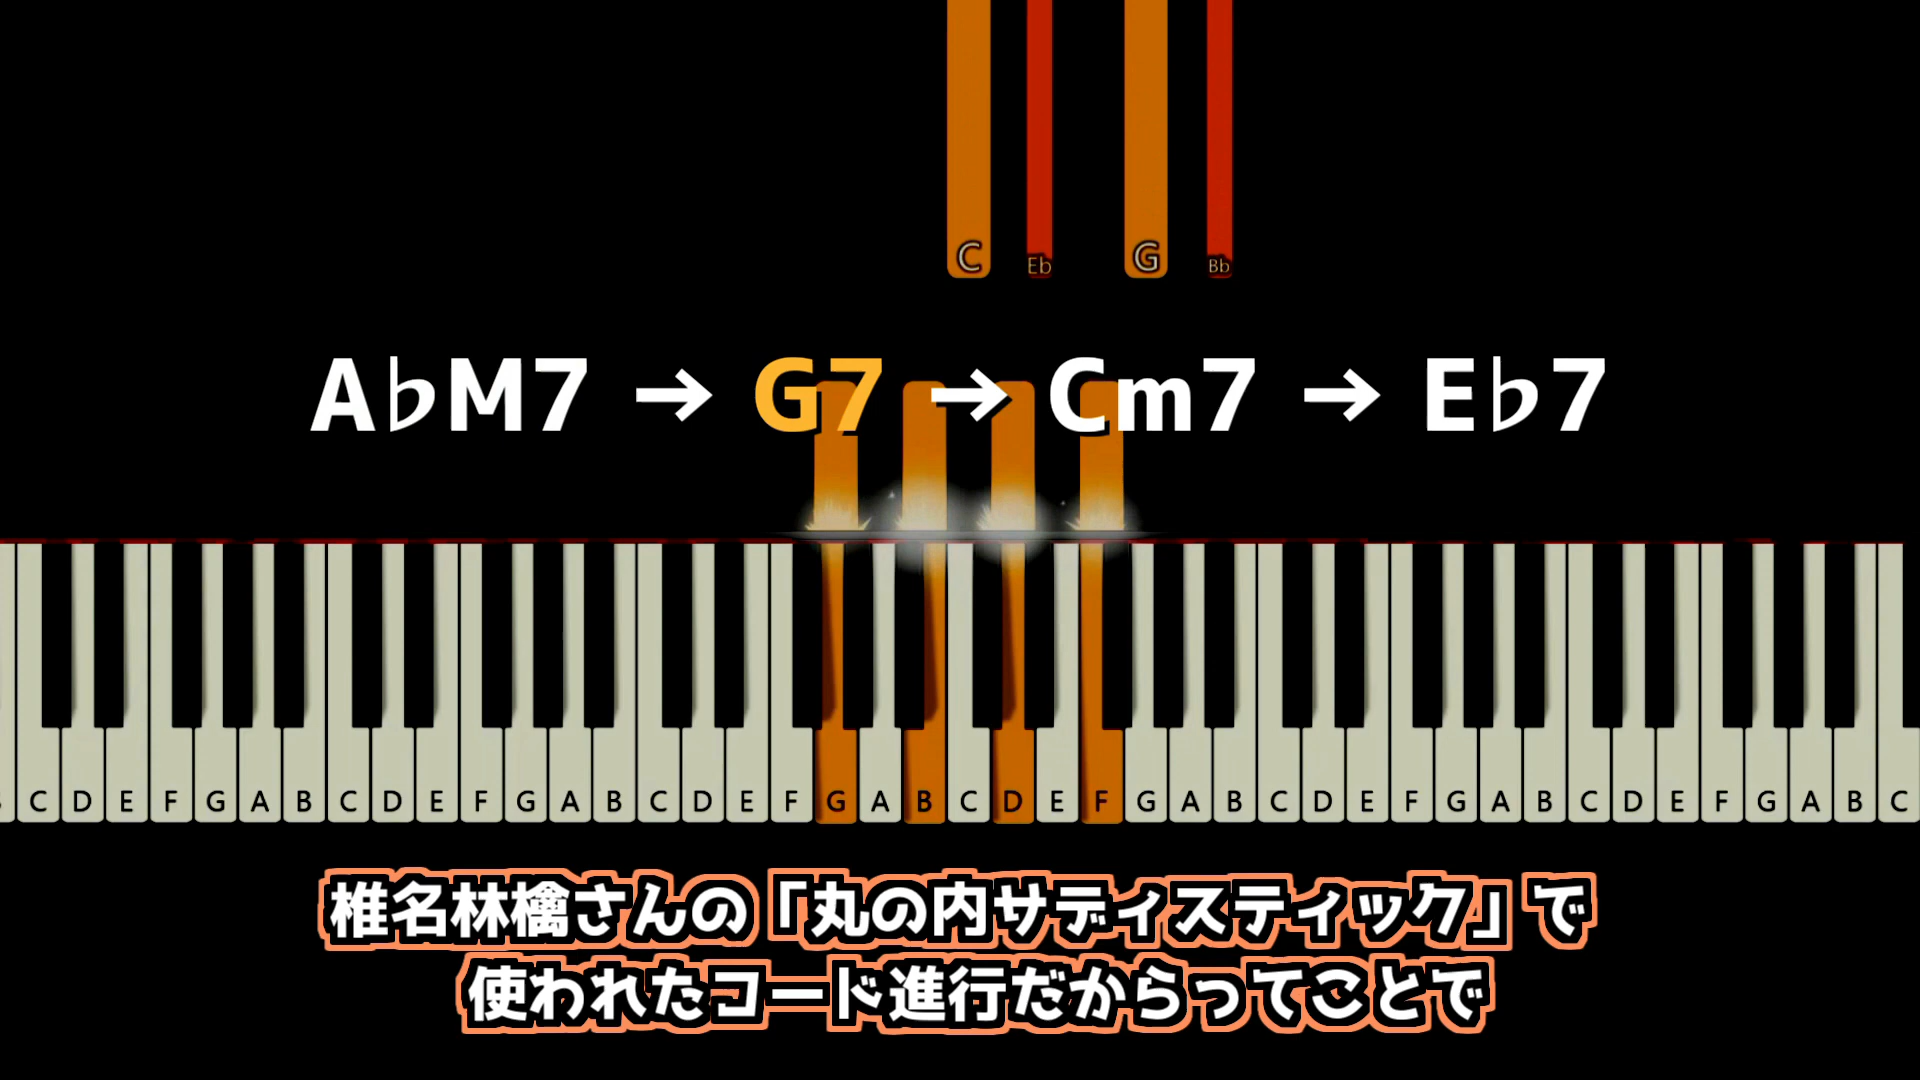 C Eb G Bb
A♭M7 → G7 → Cm7 → E♭7
C D E F G A B C D E F G A B C D E F G A B C D E F G A B C D E F G A B C D E F G A B C
椎名林檎さんの「丸の内サディスティック」で
使われたコード進行だからってことで